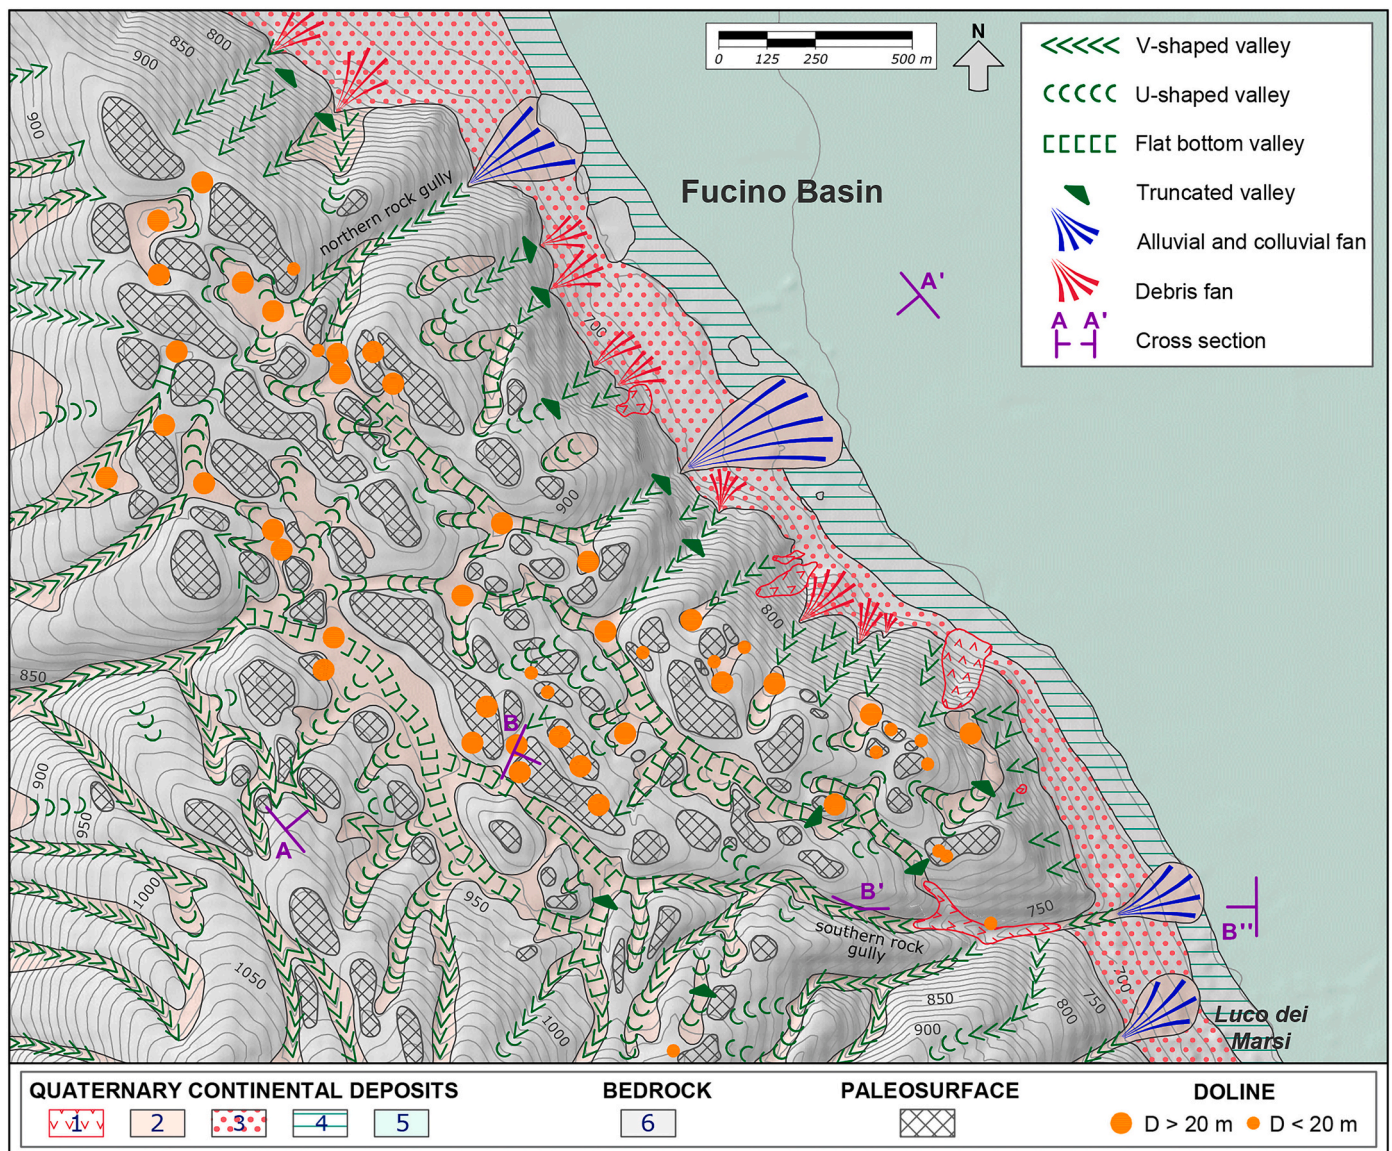 900
850
800
900
N
0 125 250 500 m
V-shaped valley
U-shaped valley
Flat bottom valley
Truncated valley
Alluvial and colluvial fan
Debris fan
A A'
Cross section
Fucino Basin
northern rock gully
A'
700
900
800
850
B
900
950
A
1000
950
B'
750
B''
southern rock
gully
1050
1000
850
900
800
750
700
Luco dei
Marsi
QUATERNARY CONTINENTAL DEPOSITS
1 2 3 4 5
BEDROCK
6
PALEOSURFACE
DOLINE
D > 20 m D < 20 m